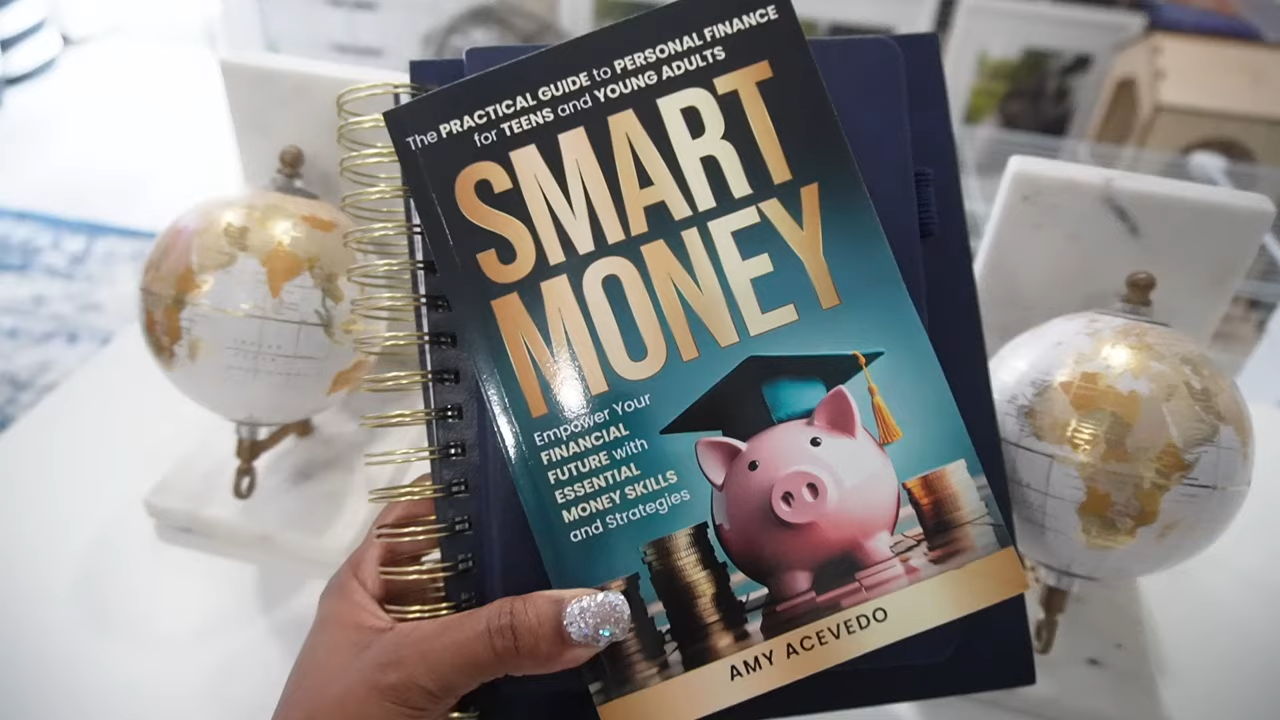 The PRACTICAL GUIDE to PERSONAL FINANCE
for TEENS and YOUNG ADULTS
SMART
MONEY
Empower Your
FINANCIAL
FUTURE with
ESSENTIAL
MONEY SKILLS
and Strategies
AMY ACEVEDO